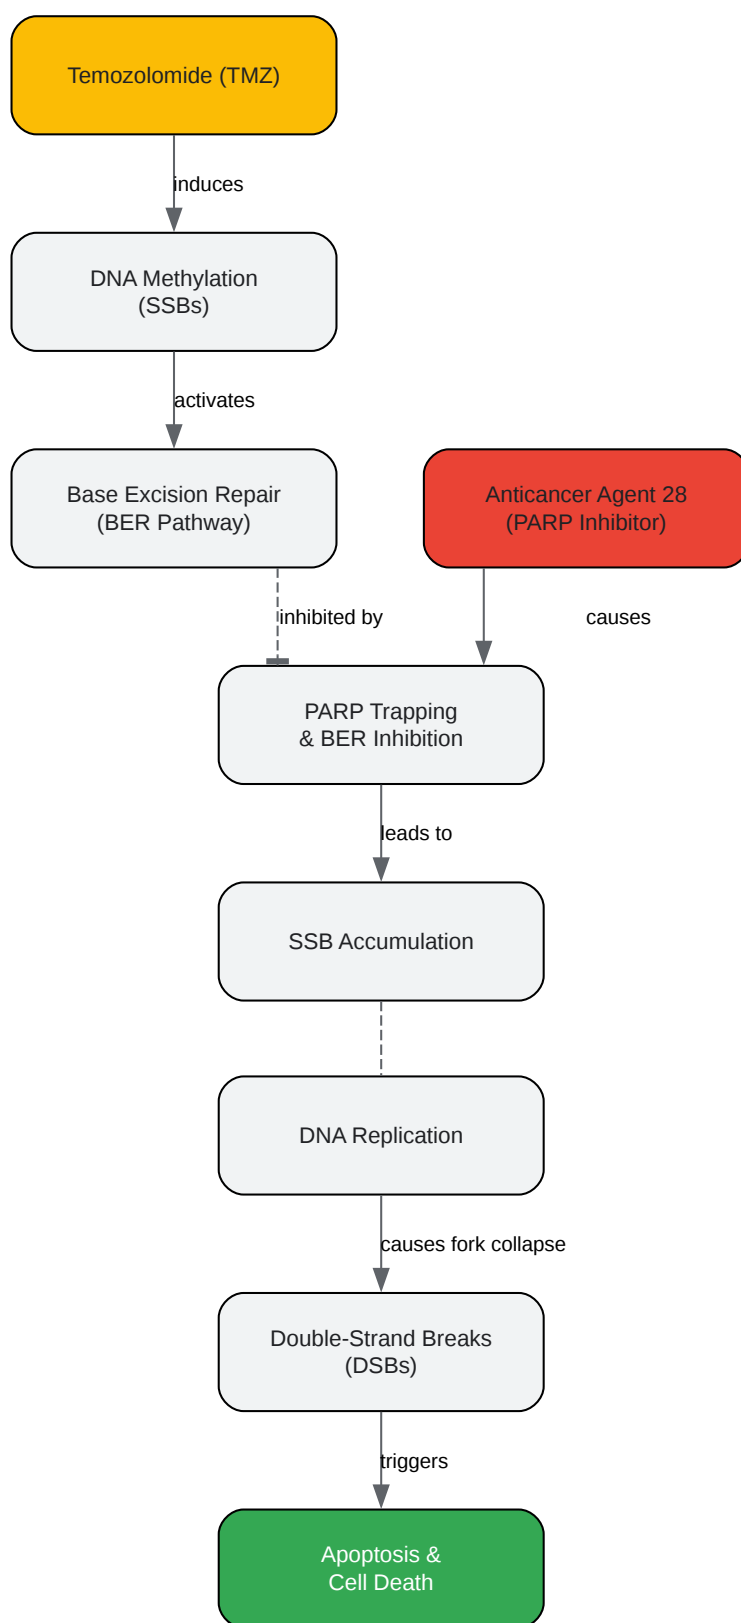 Temozolomide (TMZ)
induces
DNA Methylation
(SSBs)
activates
Base Excision Repair
(BER Pathway)
Anticancer Agent 28
(PARP Inhibitor)
inhibited by
causes
PARP Trapping
& BER Inhibition
leads to
SSB Accumulation
DNA Replication
causes fork collapse
Double-Strand Breaks
(DSBs)
triggers
Apoptosis &
Cell Death